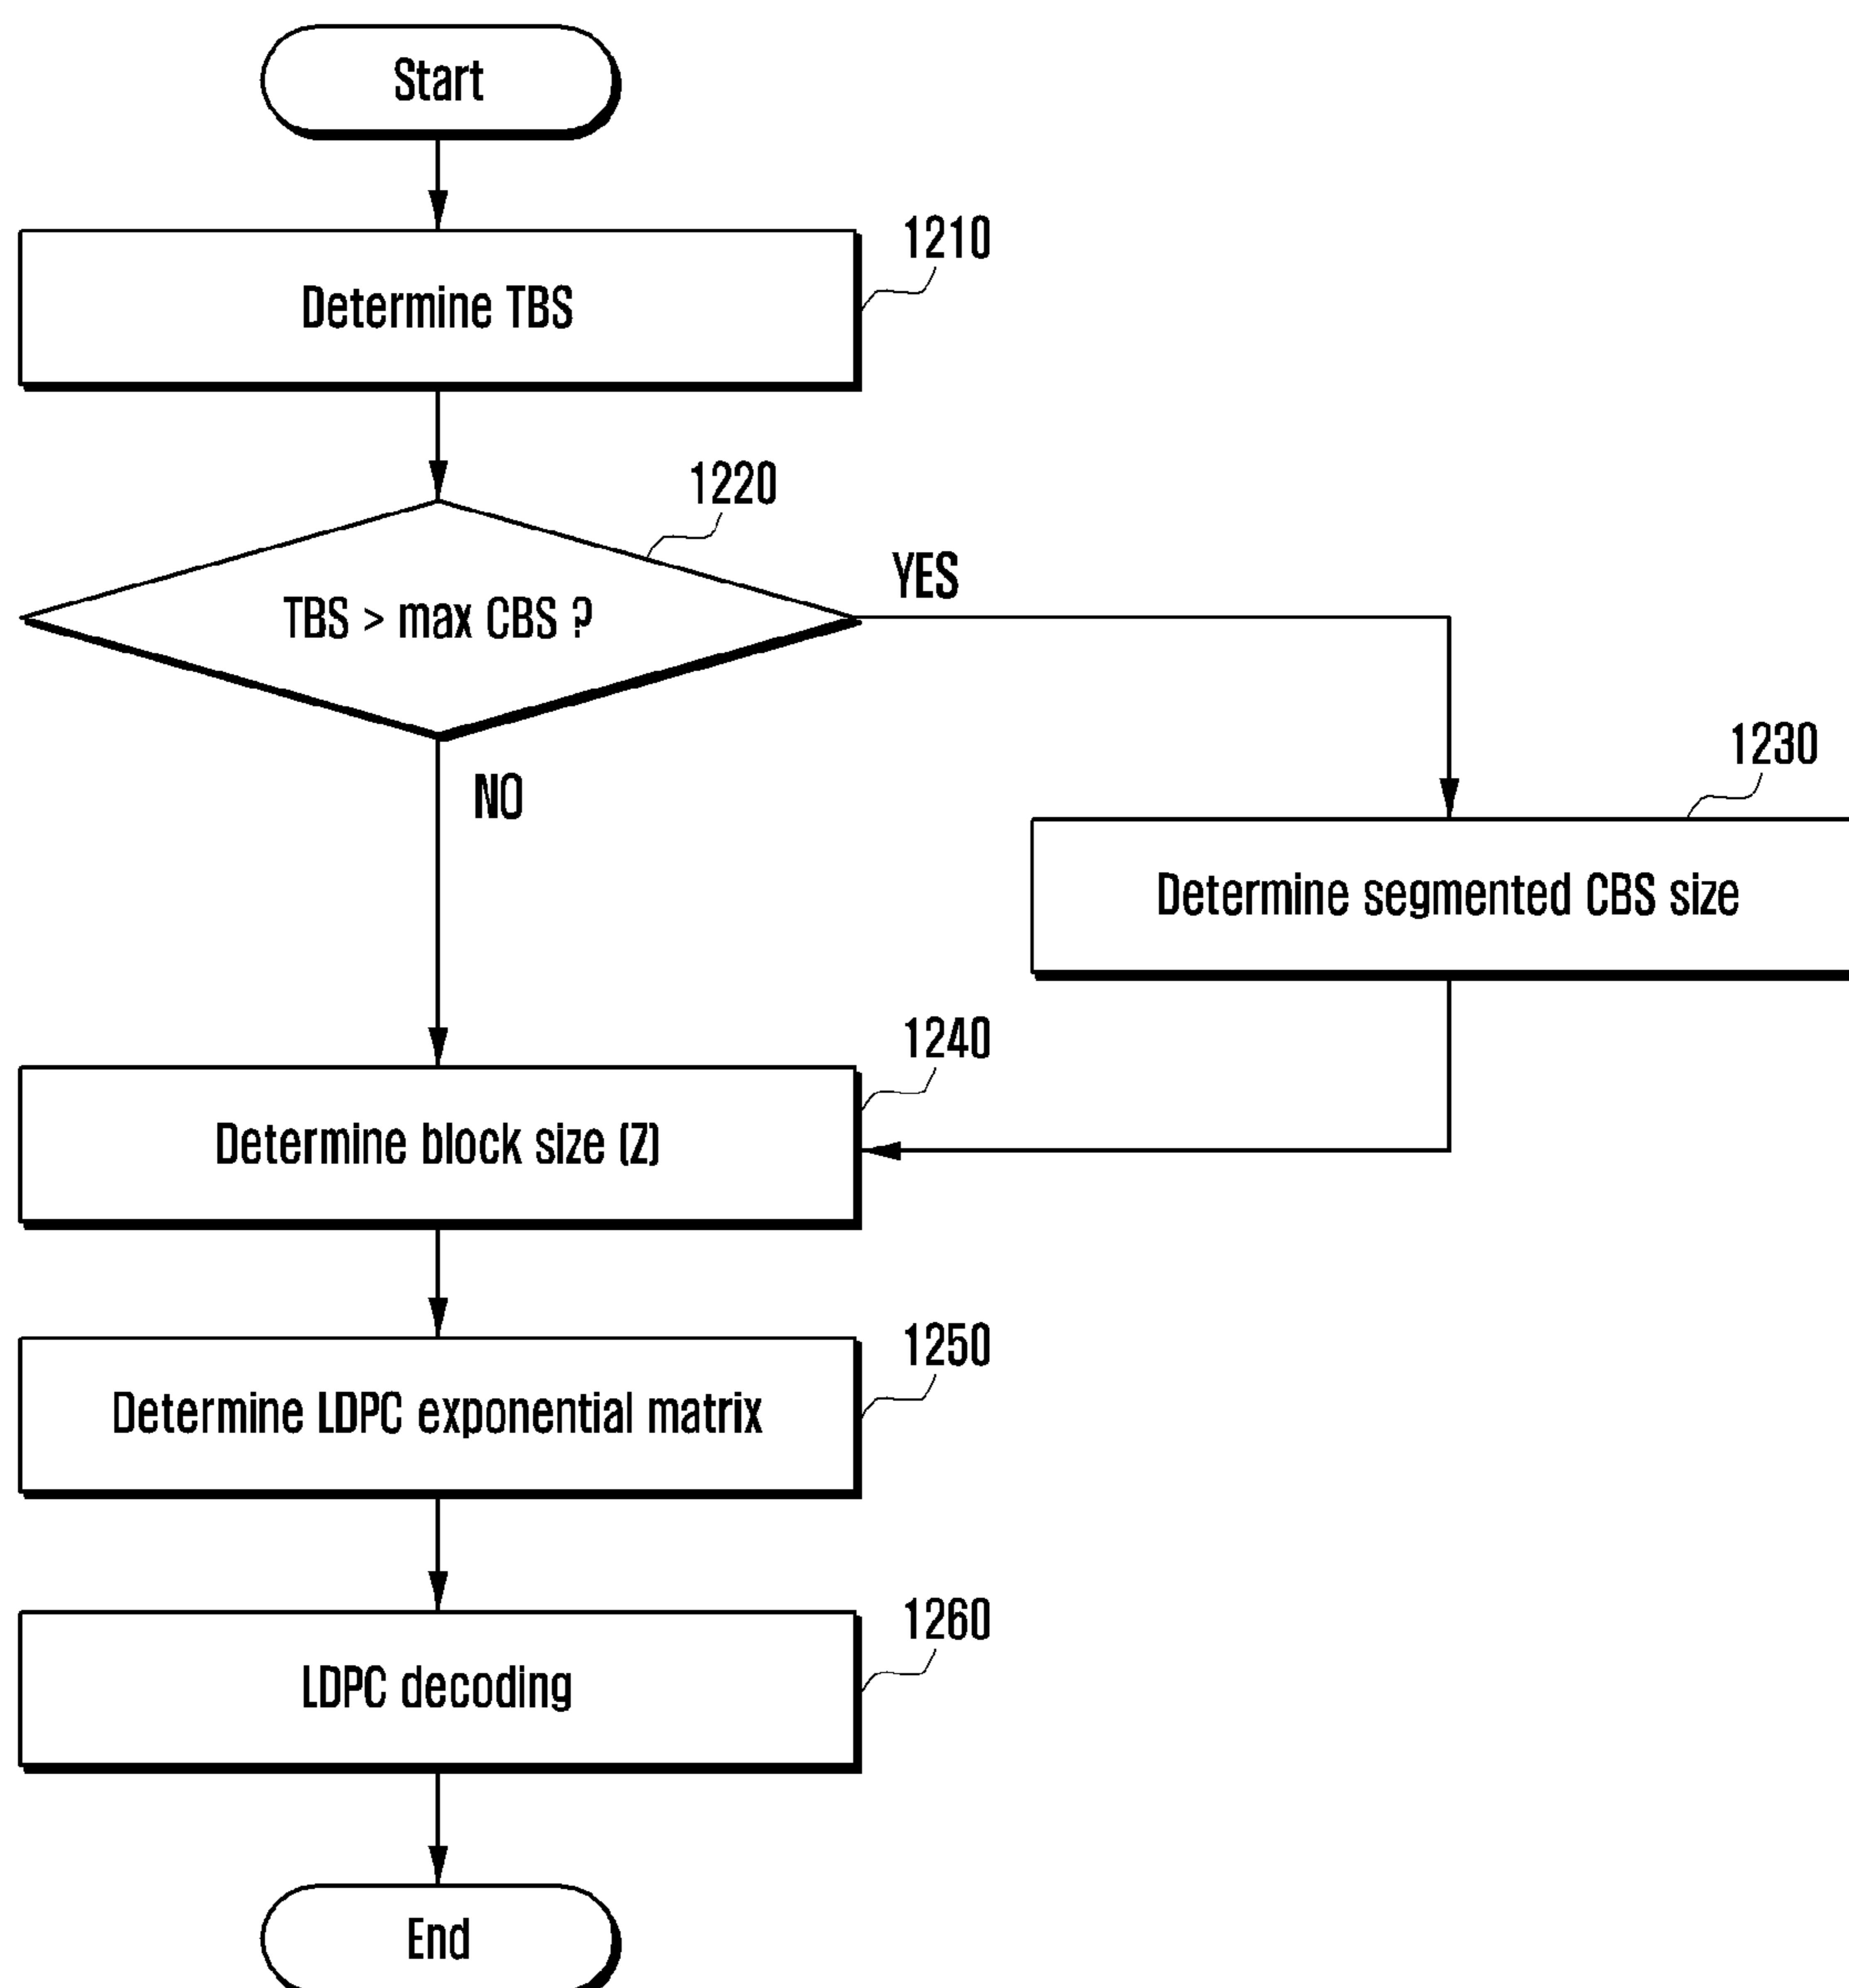 Start
1210
Determine TBS
1220
TBS > max CBS ?
YES
NO
1230
Determine segmented CBS size
1240
Determine block size (Z)
1250
Determine LDPC exponential matrix
1260
LDPC decoding
End